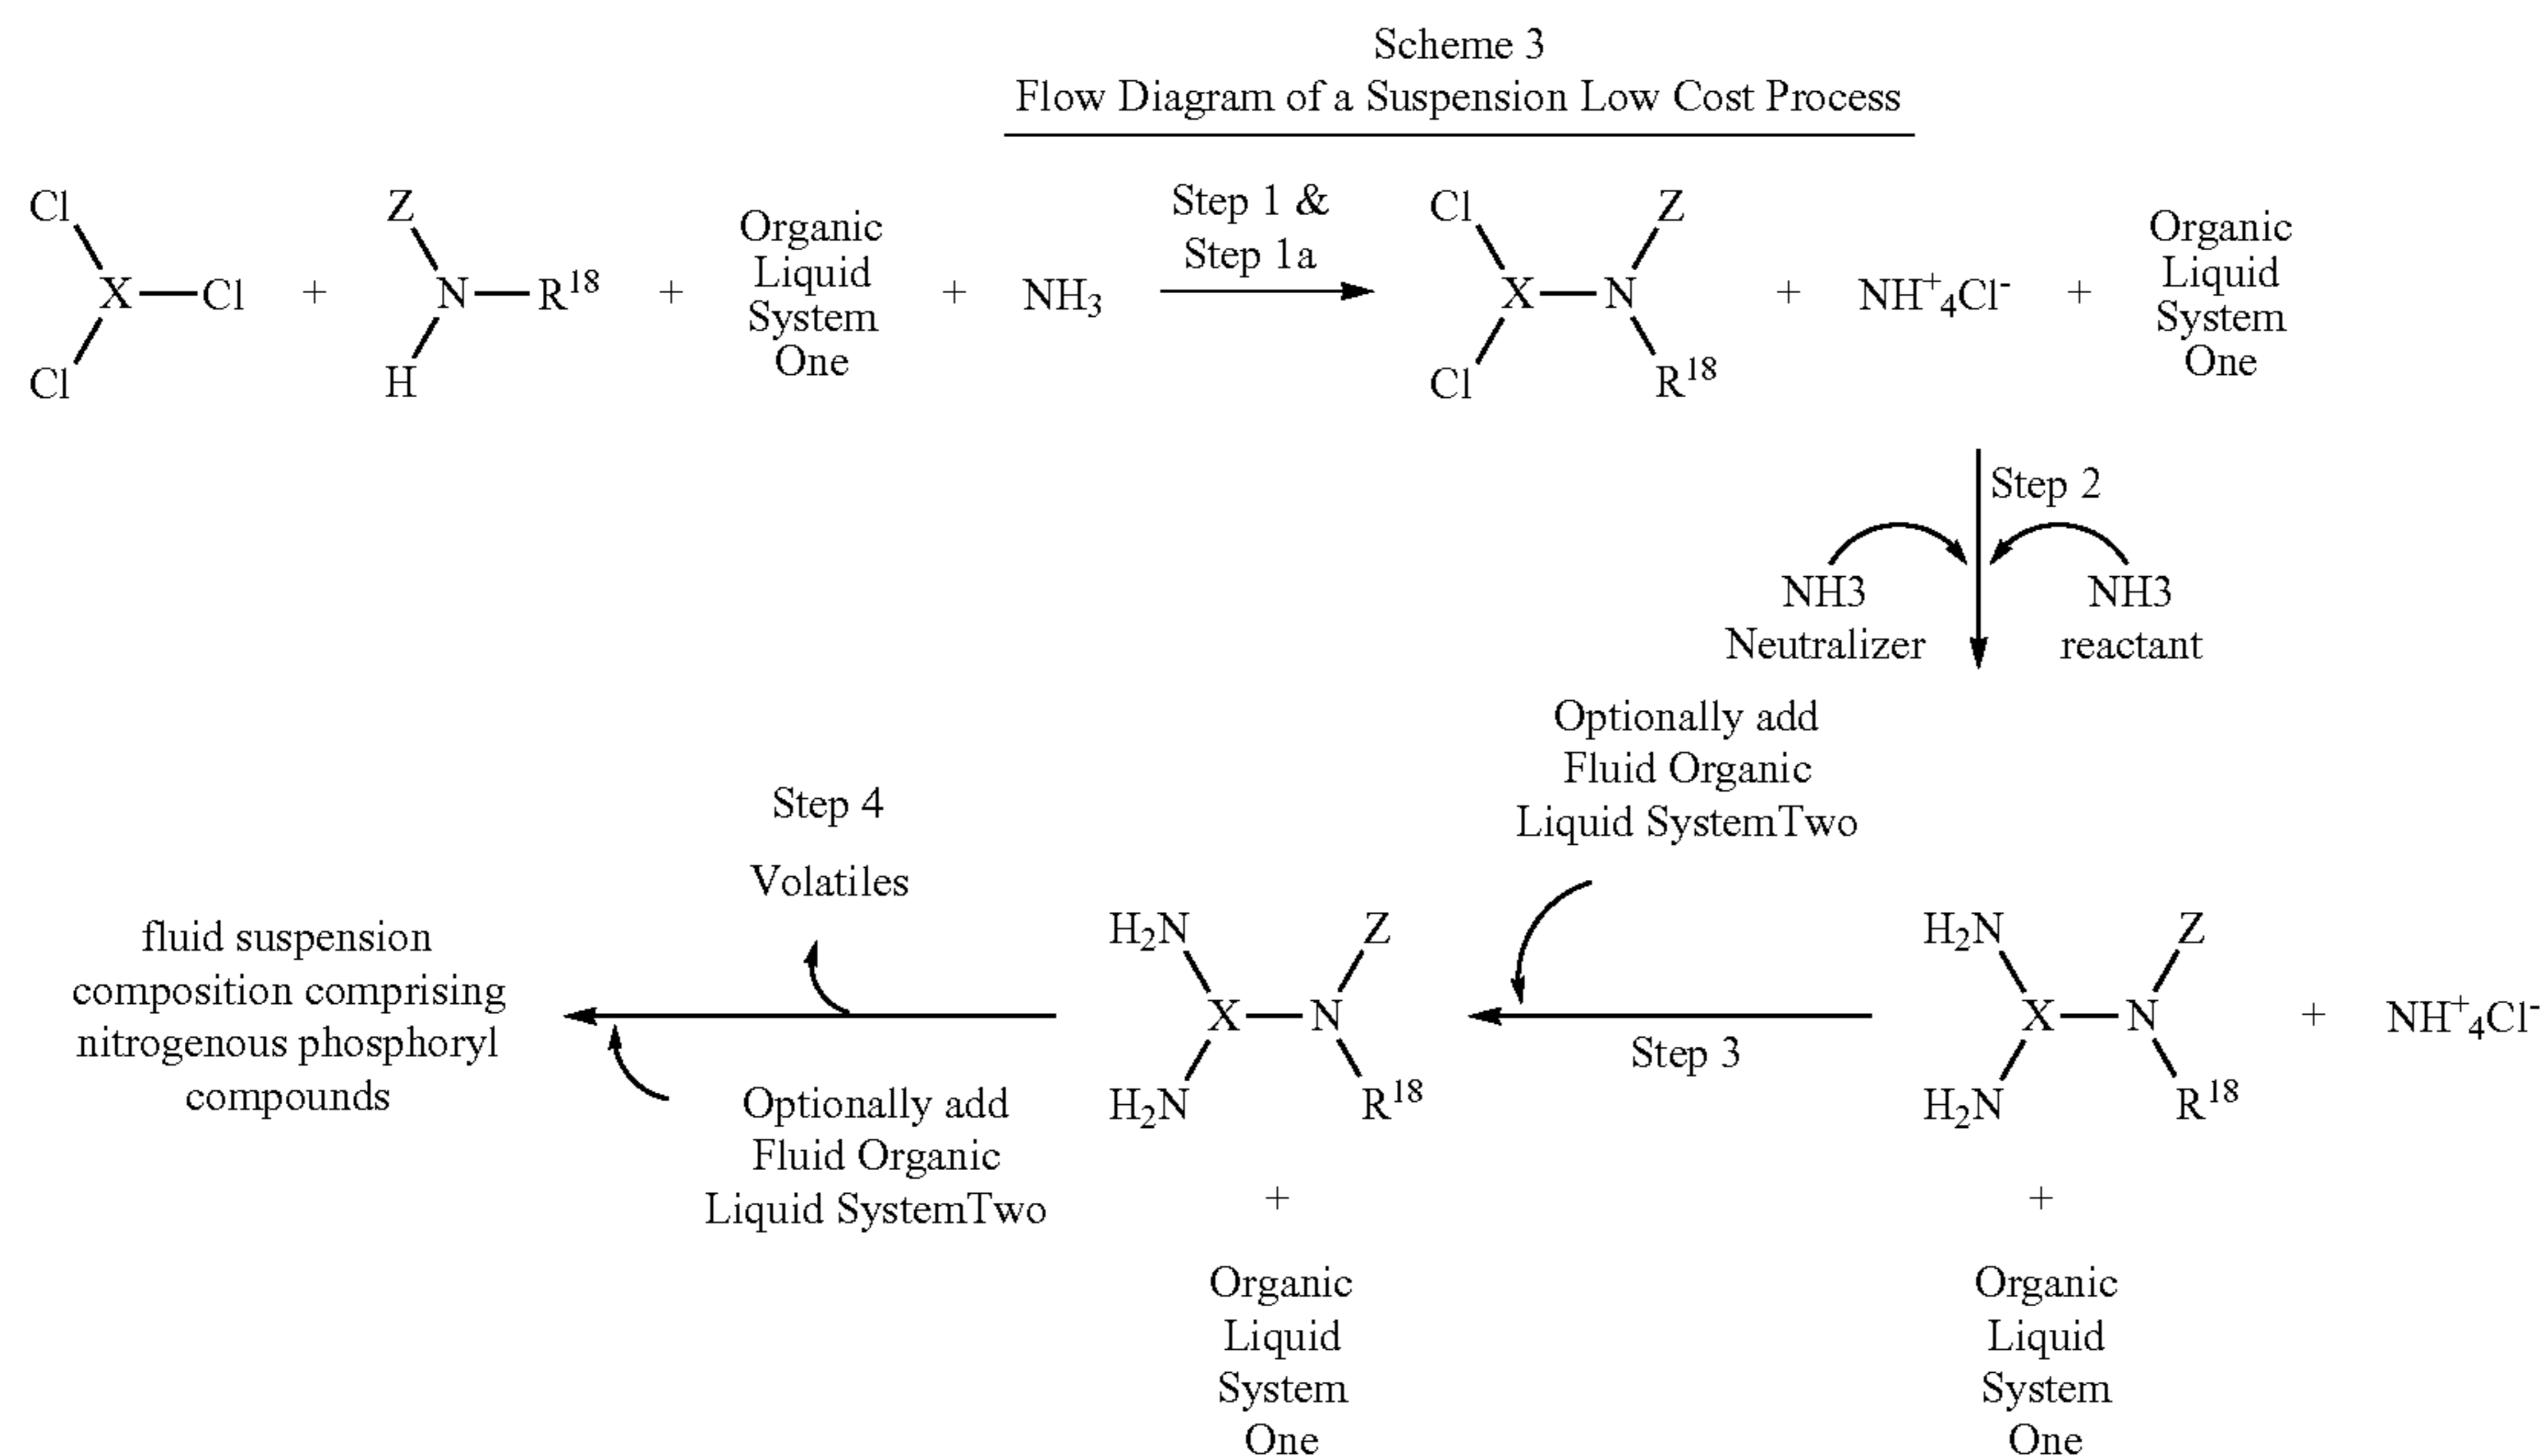 Scheme 3
Flow Diagram of a Suspension Low Cost Process
Cl
Cl
X—Cl
+
Z
N—R18
H
+
Organic
Liquid
System
One
+
NH3
Step 1 &
Step 1a
Cl
Cl
X—N
Z
R18
+
NH+4Cl-
+
Organic
Liquid
System
One
Step 2
NH3
Neutralizer
NH3
reactant
H2N
H2N
X—N
Z
R18
+
NH+4Cl-
+
Organic
Liquid
System
One
Optionally add
Fluid Organic
Liquid SystemTwo
Step 3
H2N
H2N
X—N
Z
R18
+
Organic
Liquid
System
One
Step 4
Volatiles
Optionally add
Fluid Organic
Liquid SystemTwo
fluid suspension
composition comprising
nitrogenous phosphoryl
compounds